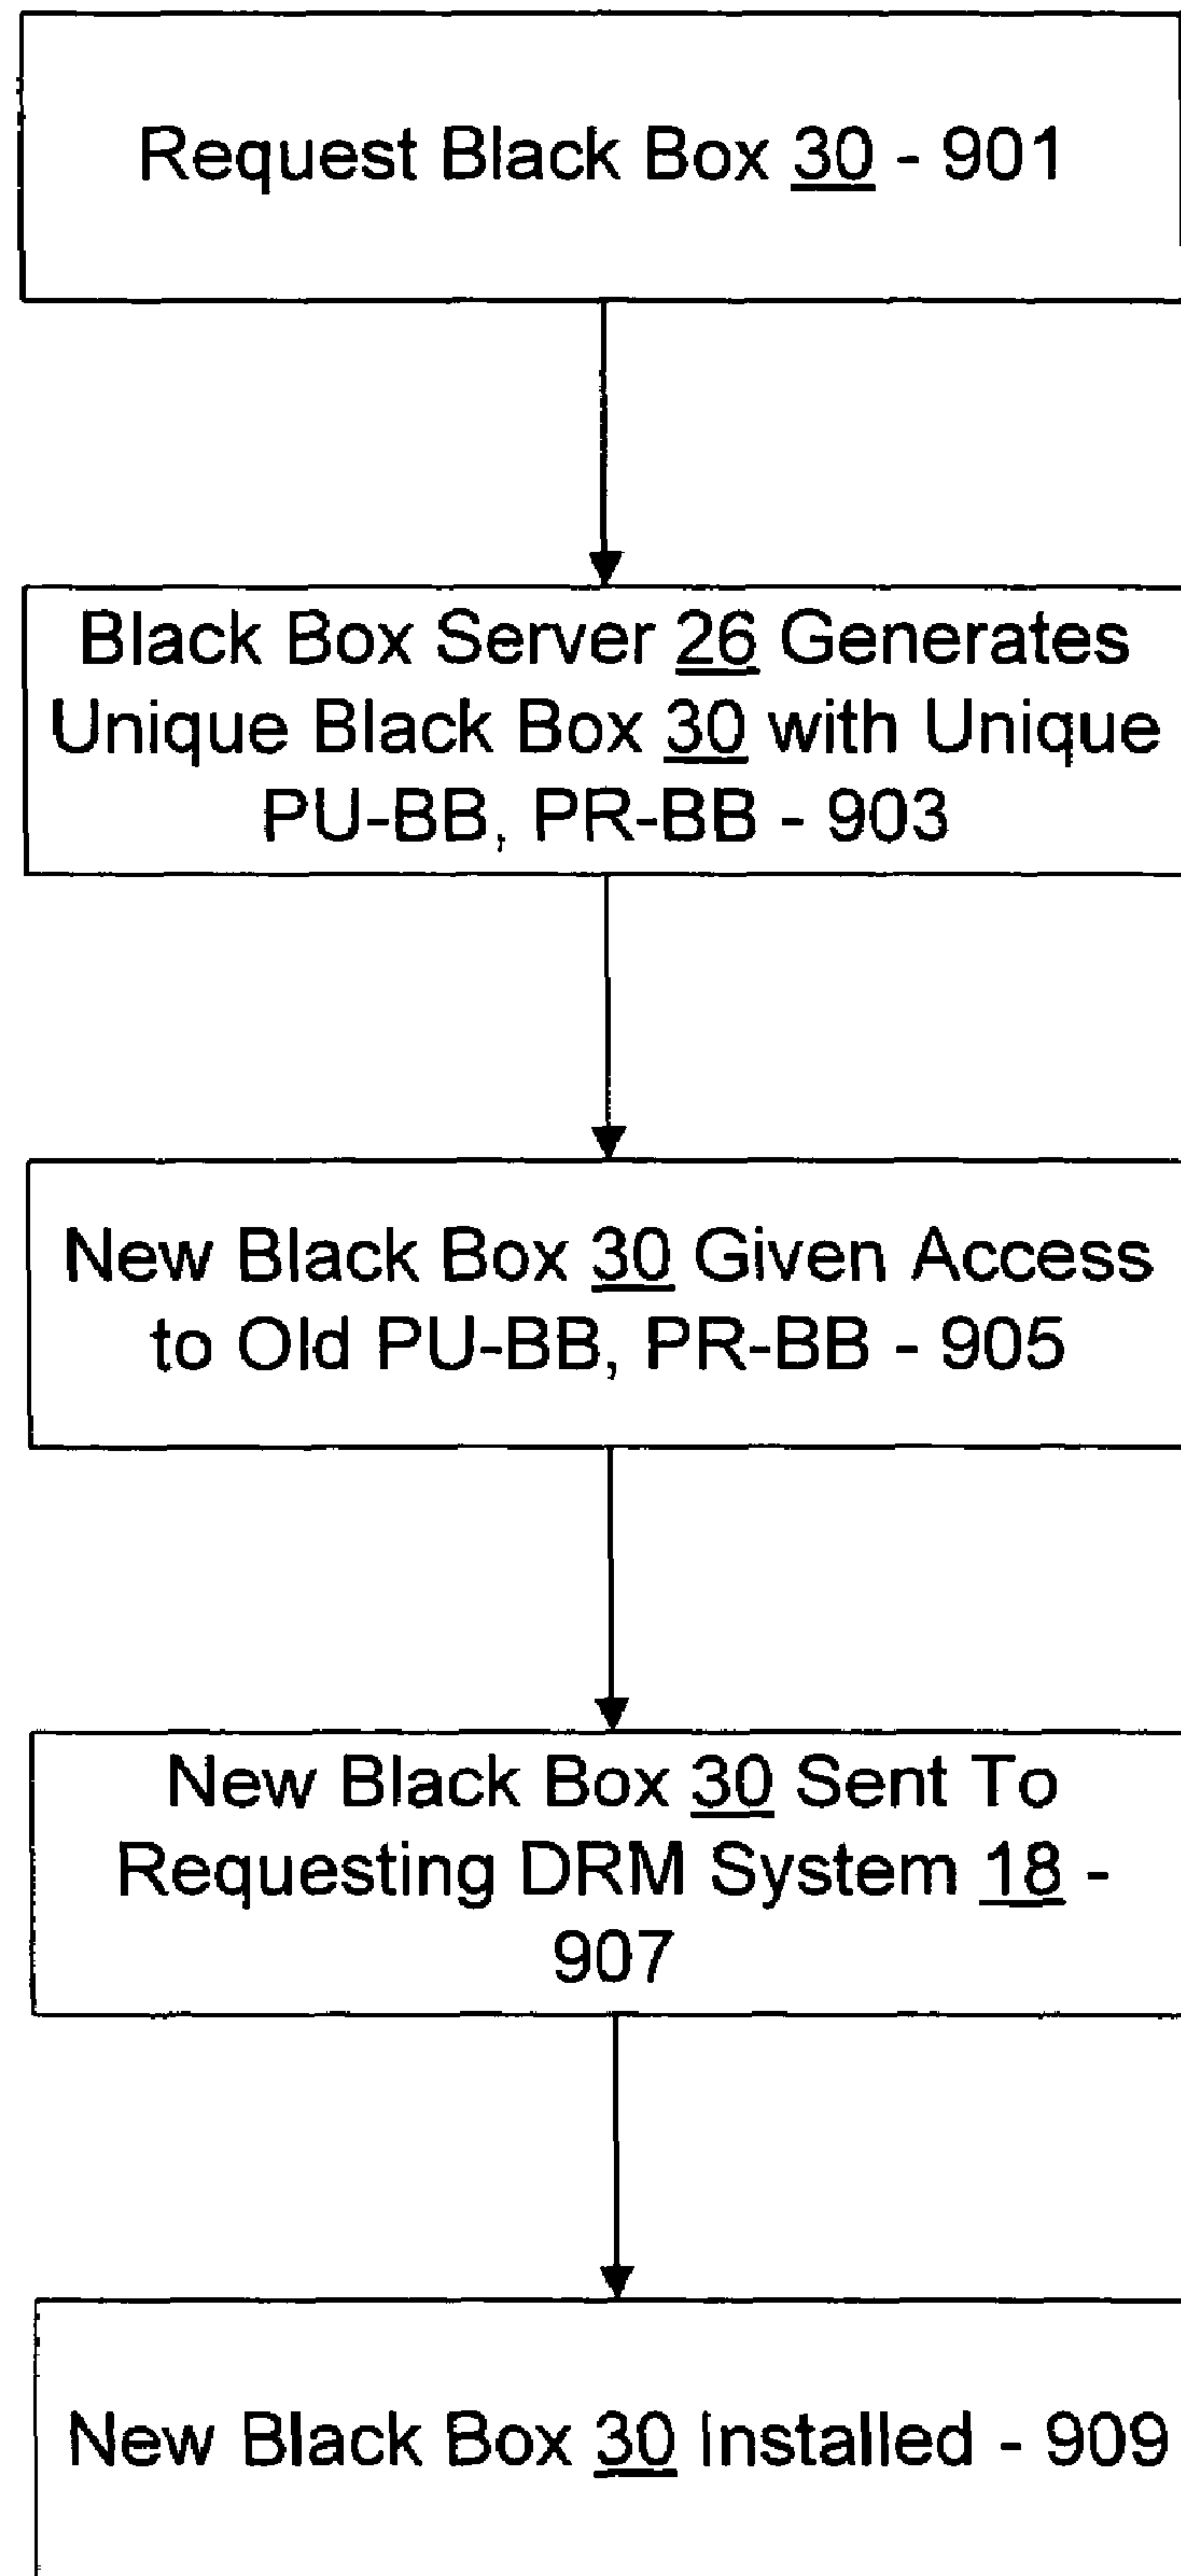 Request Black Box 30 - 901
Black Box Server 26 Generates
Unique Black Box 30 with Unique
PU-BB, PR-BB - 903
New Black Box 30 Given Access
to Old PU-BB, PR-BB - 905
New Black Box 30 Sent To
Requesting DRM System 18 -
907
New Black Box 30 Installed - 909